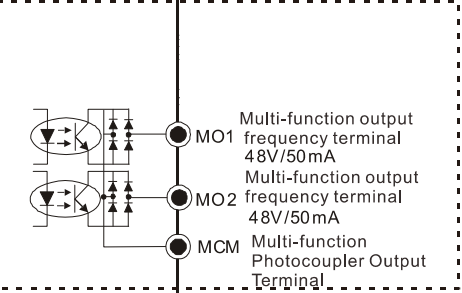 Multi-function output
MO1 frequency terminal
48V/50mA
Multi-function output
MO2 frequency terminal
48V/50mA
MCM Multi-function
Photocoupler Output
Terminal